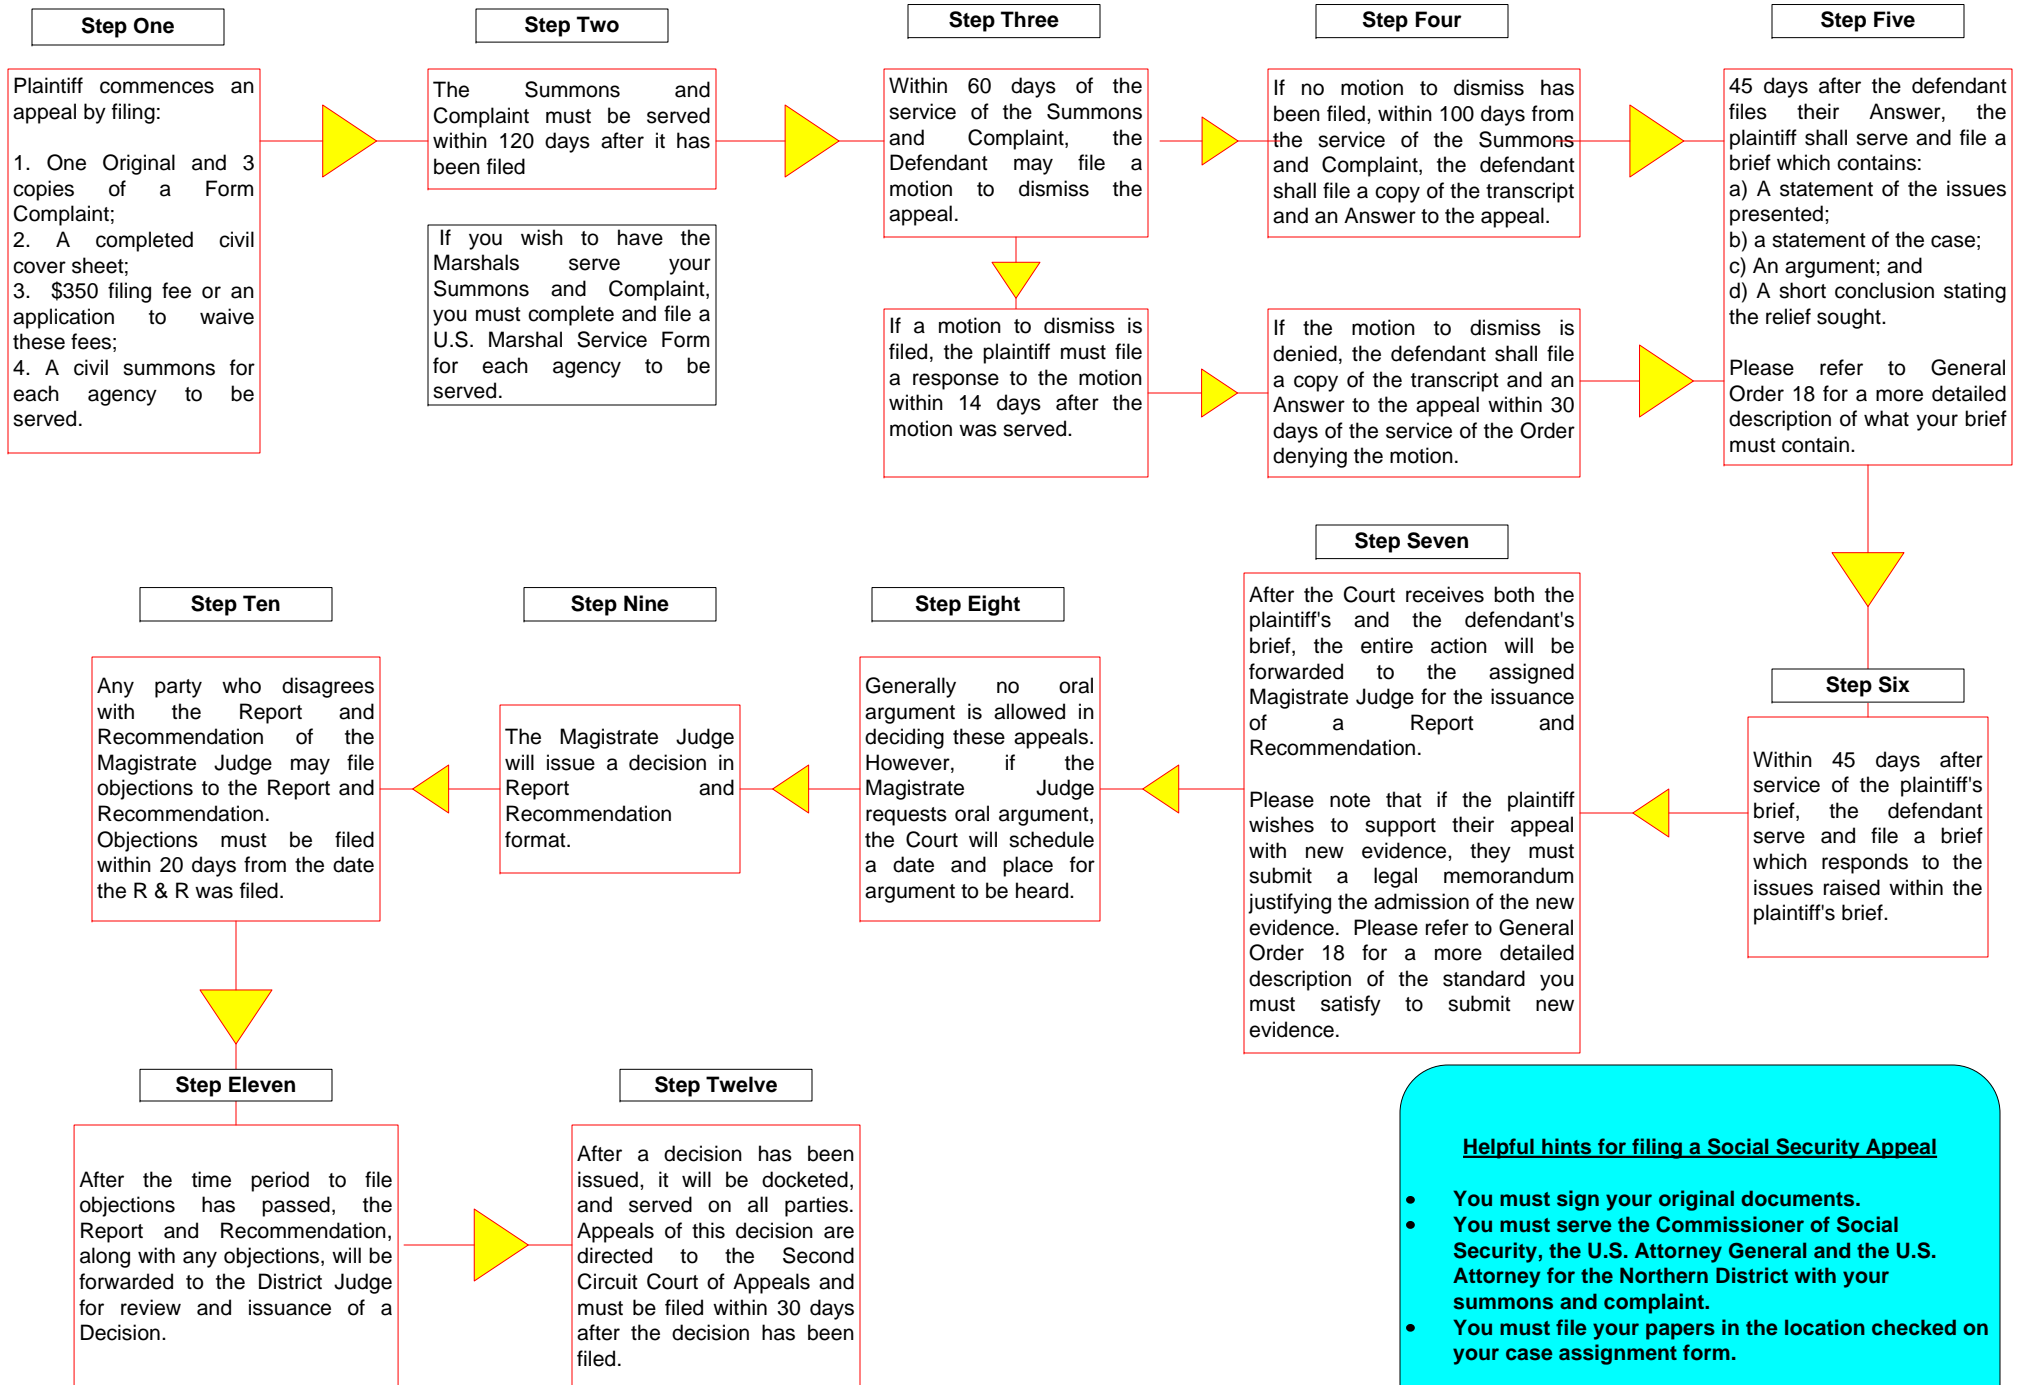 Step One
Plaintiff commences an
appeal by filing:
1. One Original and 3
copies of a Form
Complaint;
2. A completed civil
cover sheet;
3. $350 filing fee or an
application to waive
these fees;
4. A civil summons for
each agency to be
served.
Step Two
The Summons and
Complaint must be served
within 120 days after it has
been filed
If you wish to have the
Marshals serve your
Summons and Complaint,
you must complete and file a
U.S. Marshal Service Form
for each agency to be
served.
Step Three
Within 60 days of the
service of the Summons
and Complaint, the
Defendant may file a
motion to dismiss the
appeal.
If a motion to dismiss is
filed, the plaintiff must file
a response to the motion
within 14 days after the
motion was served.
Step Four
If no motion to dismiss has
been filed, within 100 days from
the service of the Summons
and Complaint, the defendant
shall file a copy of the transcript
and an Answer to the appeal.
If the motion to dismiss is
denied, the defendant shall file
a copy of the transcript and an
Answer to the appeal within 30
days of the service of the Order
denying the motion.
Step Five
45 days after the defendant
files their Answer, the
plaintiff shall serve and file a
brief which contains:
a) A statement of the issues
presented;
b) a statement of the case;
c) An argument; and
d) A short conclusion stating
the relief sought.
Please refer to General
Order 18 for a more detailed
description of what your brief
must contain.
Step Six
Within 45 days after
service of the plaintiff's
brief, the defendant
serve and file a brief
which responds to the
issues raised within the
plaintiff's brief.
Step Seven
After the Court receives both the
plaintiff's and the defendant's
brief, the entire action will be
forwarded to the assigned
Magistrate Judge for the issuance
of a Report and
Recommendation.
Please note that if the plaintiff
wishes to support their appeal
with new evidence, they must
submit a legal memorandum
justifying the admission of the new
evidence. Please refer to General
Order 18 for a more detailed
description of the standard you
must satisfy to submit new
evidence.
Step Eight
Generally no oral
argument is allowed in
deciding these appeals.
However, if the
Magistrate Judge
requests oral argument,
the Court will schedule
a date and place for
argument to be heard.
Step Nine
The Magistrate Judge
will issue a decision in
Report and
Recommendation
format.
Step Ten
Any party who disagrees
with the Report and
Recommendation of the
Magistrate Judge may file
objections to the Report and
Recommendation.
Objections must be filed
within 20 days from the date
the R & R was filed.
Step Eleven
After the time period to file
objections has passed, the
Report and Recommendation,
along with any objections, will be
forwarded to the District Judge
for review and issuance of a
Decision.
Step Twelve
After a decision has been
issued, it will be docketed,
and served on all parties.
Appeals of this decision are
directed to the Second
Circuit Court of Appeals and
must be filed within 30 days
after the decision has been
filed.
Helpful hints for filing a Social Security Appeal
• You must sign your original documents.
• You must serve the Commissioner of Social
Security, the U.S. Attorney General and the U.S.
Attorney for the Northern District with your
summons and complaint.
• You must file your papers in the location checked on
your case assignment form.